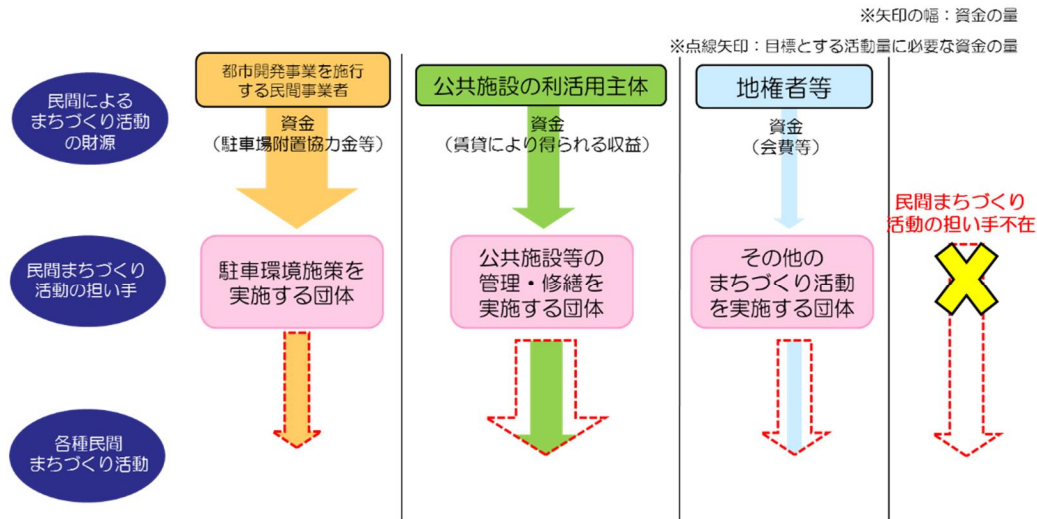 ※矢印の幅：資金の量
※点線矢印：目標とする活動量に必要な資金の量
民間による
まちづくり活動
の財源
都市開発事業を施行
する民間事業者
資金
（駐車場附置協力金等）
公共施設の利活用主体
資金
（賃貸により得られる収益）
地権者等
資金
（会費等）
民間まちづくり
活動の担い手不在
民間まちづくり
活動の担い手
駐車環境施策を
実施する団体
公共施設等の
管理・修繕を
実施する団体
その他の
まちづくり活動
を実施する団体
各種民間
まちづくり活動